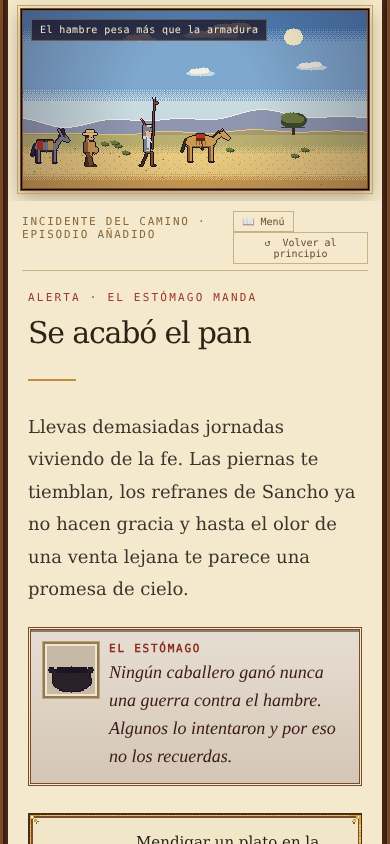 El hambre pesa más que la armadura
INCIDENTE DEL CAMINO ·
EPISODIO AÑADIDO
📖 Menú
↺ Volver al
principio
ALERTA · EL ESTÓMAGO MANDA
Se acabó el pan
Llevas demasiadas jornadas
viviendo de la fe. Las piernas te
tiemblan, los refranes de Sancho ya
no hacen gracia y hasta el olor de
una venta lejana te parece una
promesa de cielo.
EL ESTÓMAGO
Ningún caballero ganó nunca
una guerra contra el hambre.
Algunos lo intentaron y por eso
no los recuerdas.
Mendigar un plato en la